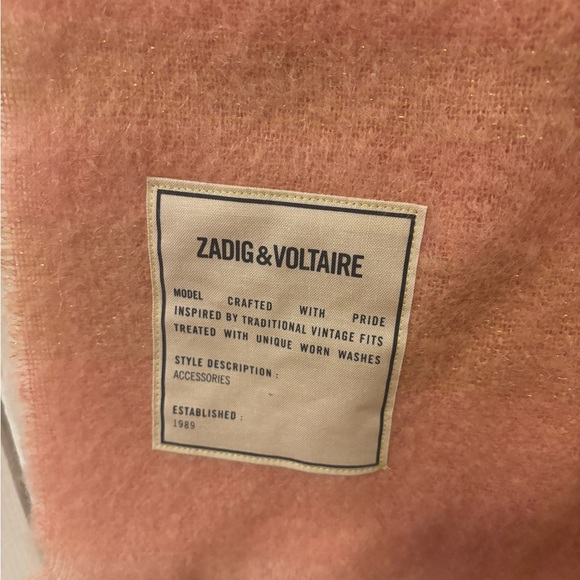 ZADIG&VOLTAIRE
MODEL CRAFTED WITH PRIDE
INSPIRED BY TRADITIONAL VINTAGE FITS
TREATED WITH UNIQUE WORN WASHES
STYLE DESCRIPTION :
ACCESSORIES
ESTABLISHED :
1989